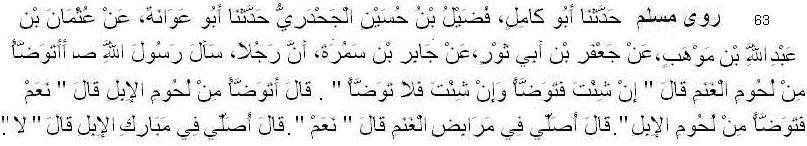 63 روى مسلم حَدَّثَنَا أَبُو كَامِلٍ، فُضَيْلُ بْنُ حُسَيْنٍ الْجَحْدَرِيُّ حَدَّثَنَا أَبُو عَوَانَةَ، عَنْ عُثْمَانَ بْنِ
عَبْدِ اللَّهِ بْنِ مَوْهَبٍ، عَنْ جَعْفَرِ بْنِ أَبِي ثَوْرٍ، عَنْ جَابِرِ بْنِ سَمُرَةَ، أَنَّ رَجُلاً، سَأَلَ رَسُولَ اللَّهِ صـ أَأَتَوَضَّأُ
مِنْ لُحُومِ الْغَنَمِ قَالَ " إِنْ شِئْتَ فَتَوَضَّأْ وَإِنْ شِئْتَ فَلاَ تَوَضَّأْ " . قَالَ أَتَوَضَّأُ مِنْ لُحُومِ الإِبِلِ قَالَ " نَعَمْ
فَتَوَضَّأْ مِنْ لُحُومِ الإِبِلِ " . قَالَ أُصَلِّي فِي مَرَابِضِ الْغَنَمِ قَالَ " نَعَمْ " . قَالَ أُصَلِّي فِي مَبَارِكِ الإِبِلِ قَالَ " لاَ " .